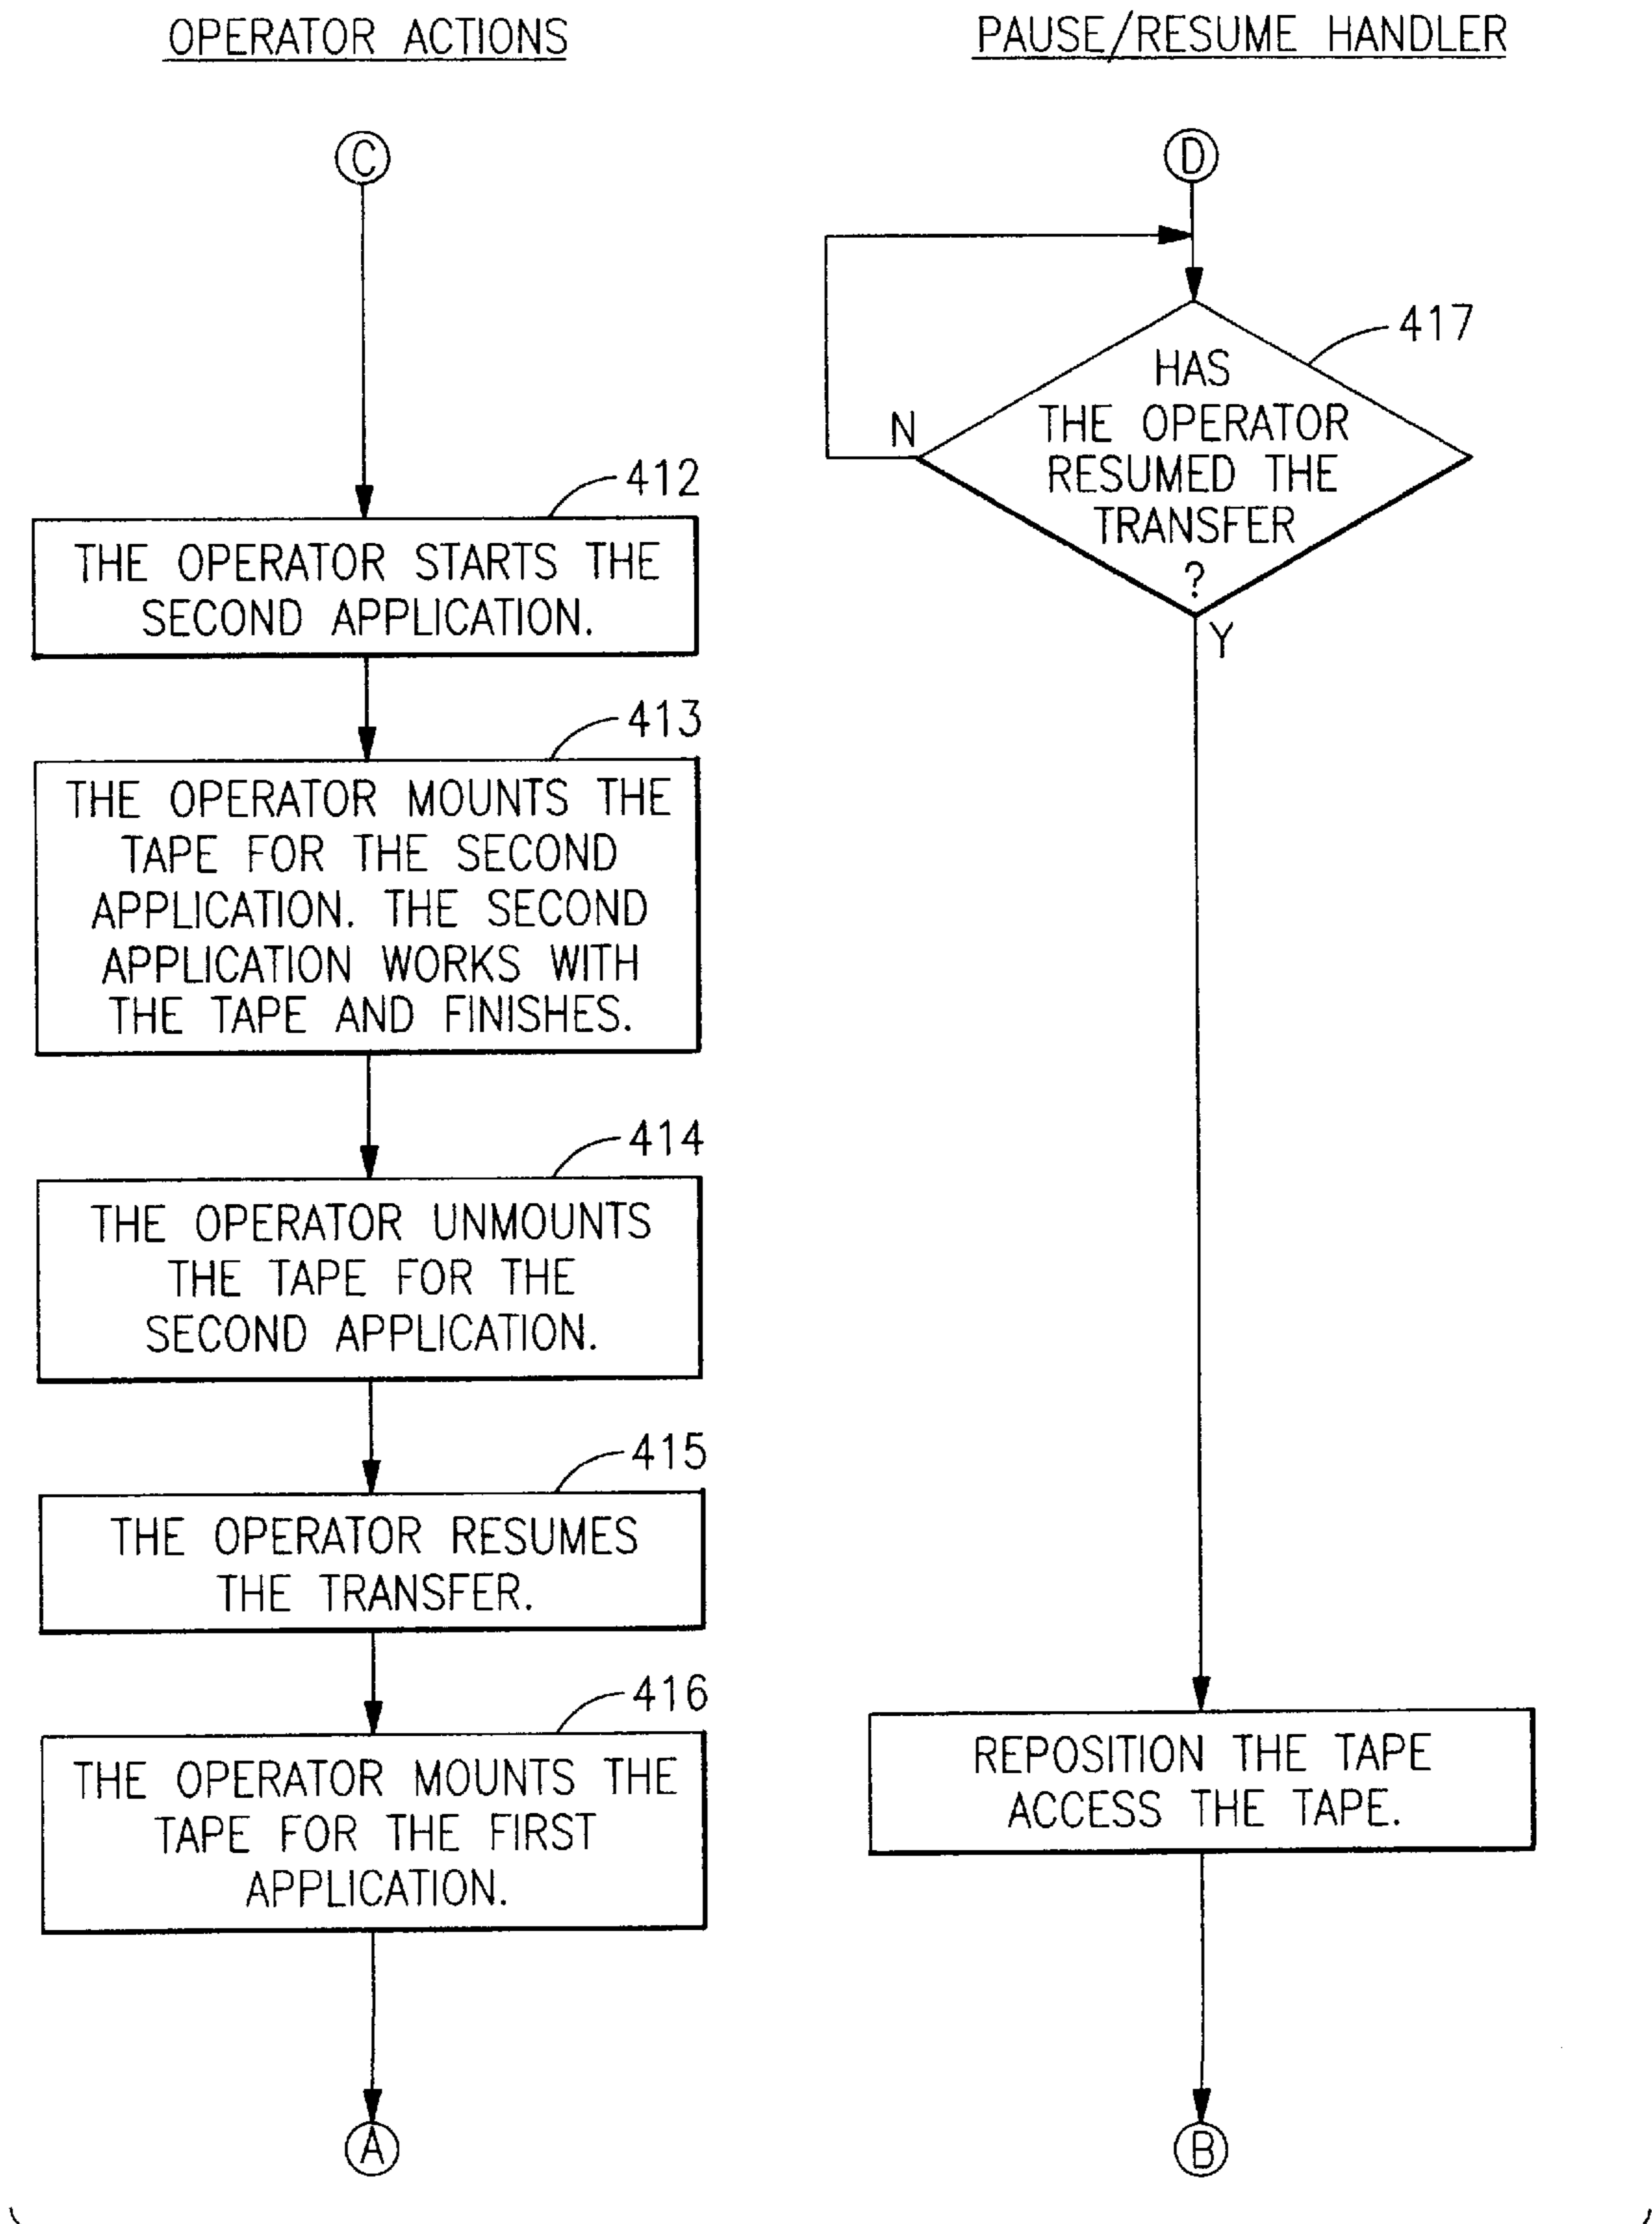 OPERATOR ACTIONS
C
412
THE OPERATOR STARTS THE
SECOND APPLICATION.
413
THE OPERATOR MOUNTS THE
TAPE FOR THE SECOND
APPLICATION. THE SECOND
APPLICATION WORKS WITH
THE TAPE AND FINISHES.
414
THE OPERATOR UNMOUNTS
THE TAPE FOR THE
SECOND APPLICATION.
415
THE OPERATOR RESUMES
THE TRANSFER.
416
THE OPERATOR MOUNTS THE
TAPE FOR THE FIRST
APPLICATION.
A
PAUSE/RESUME HANDLER
D
417
HAS
THE OPERATOR
RESUMED THE
TRANSFER
?
N
Y
REPOSITION THE TAPE
ACCESS THE TAPE.
B